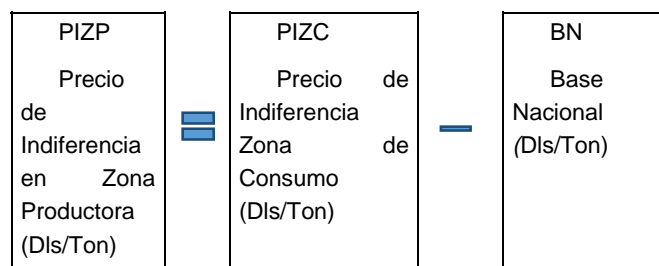 PIZP
Precio
de
Indiferencia
en Zona
Productora
(Dls/Ton)
PIZC
Precio de
Indiferencia
Zona de
Consumo
(Dls/Ton)
BN
Base
Nacional
(Dls/Ton)